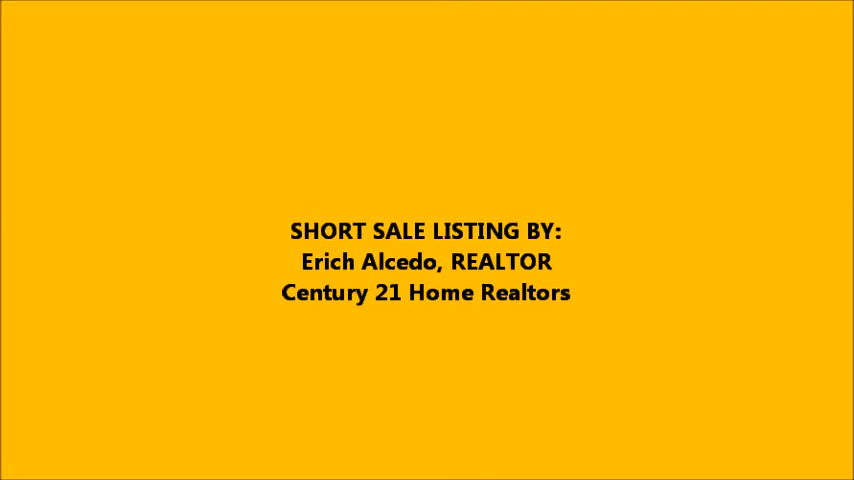 SHORT SALE LISTING BY:
Erich Alcedo, REALTOR
Century 21 Home Realtors